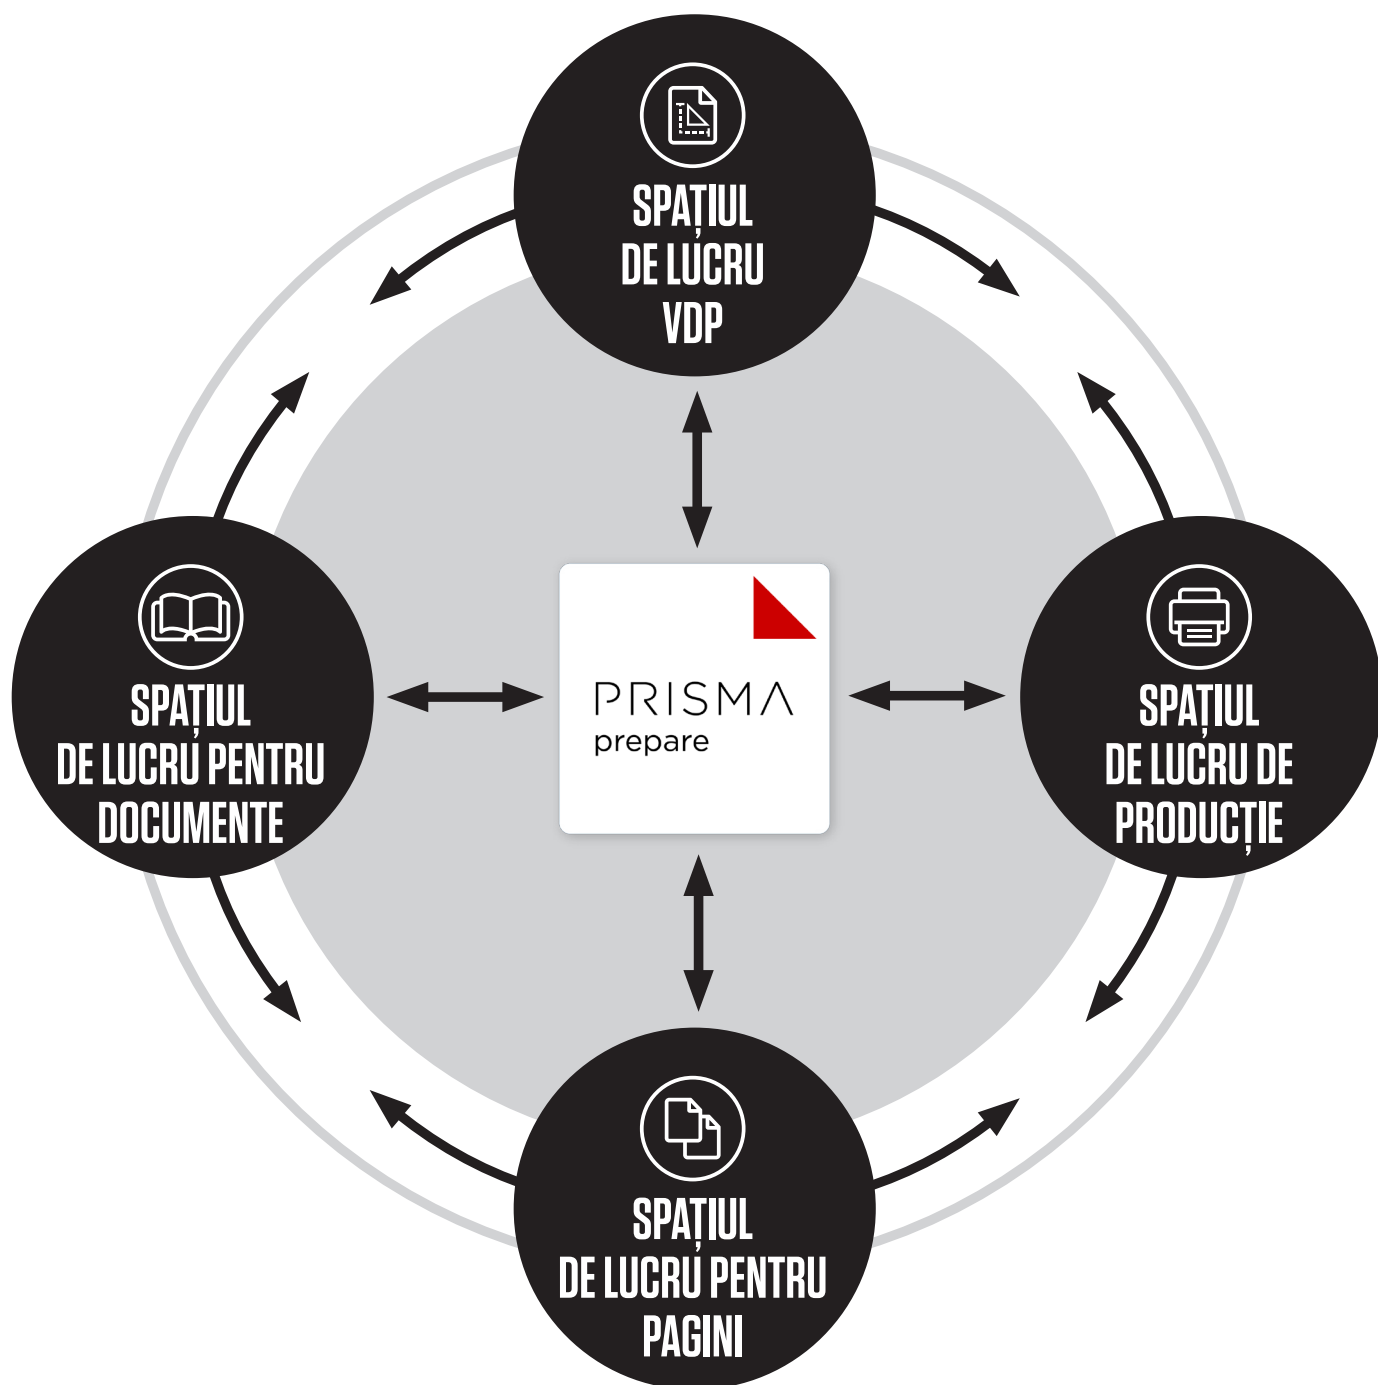 SPAȚIUL
DE LUCRU
VDP
SPAȚIUL
DE LUCRU PENTRU
DOCUMENTE
PRISMA
prepare
SPAȚIUL
DE LUCRU DE
PRODUCȚIE
SPAȚIUL
DE LUCRU PENTRU
PAGINI